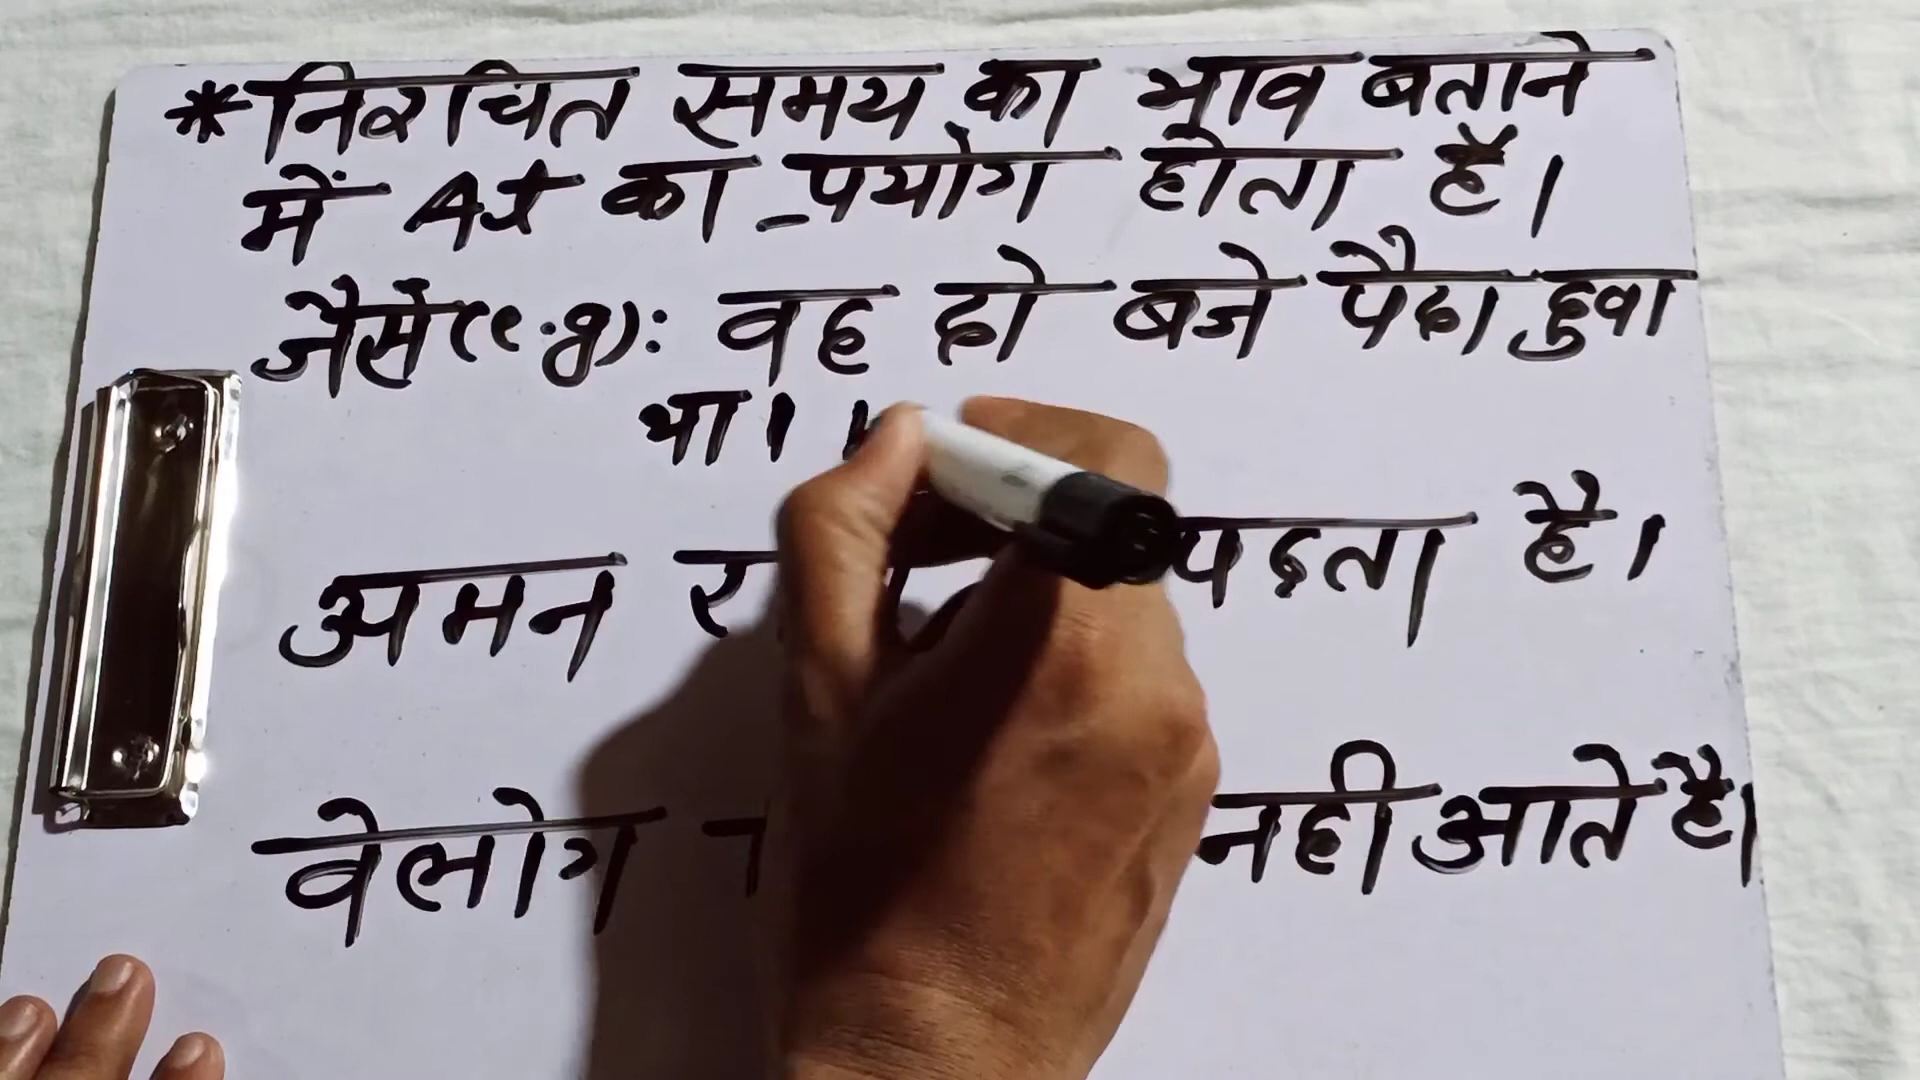 *निश्चित समय का भाव बताने
में At का प्रयोग होता है।
जैसे (e.g): वह दो बजे पैदा हुवा
था।
अमन पढ़ता है।
वेलोग नही आते है।